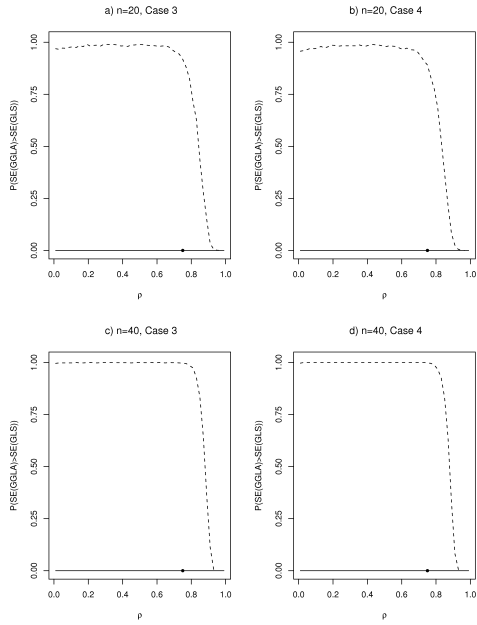 a) n=20, Case 3
P(SE(GGLA)>SE(GLS))
1.00
0.75
0.50
0.25
0.00
0.0 0.2 0.4 0.6 0.8 1.0
ρ
b) n=20, Case 4
P(SE(GGLA)>SE(GLS))
1.00
0.75
0.50
0.25
0.00
0.0 0.2 0.4 0.6 0.8 1.0
ρ
c) n=40, Case 3
P(SE(GGLA)>SE(GLS))
1.00
0.75
0.50
0.25
0.00
0.0 0.2 0.4 0.6 0.8 1.0
ρ
d) n=40, Case 4
P(SE(GGLA)>SE(GLS))
1.00
0.75
0.50
0.25
0.00
0.0 0.2 0.4 0.6 0.8 1.0
ρ